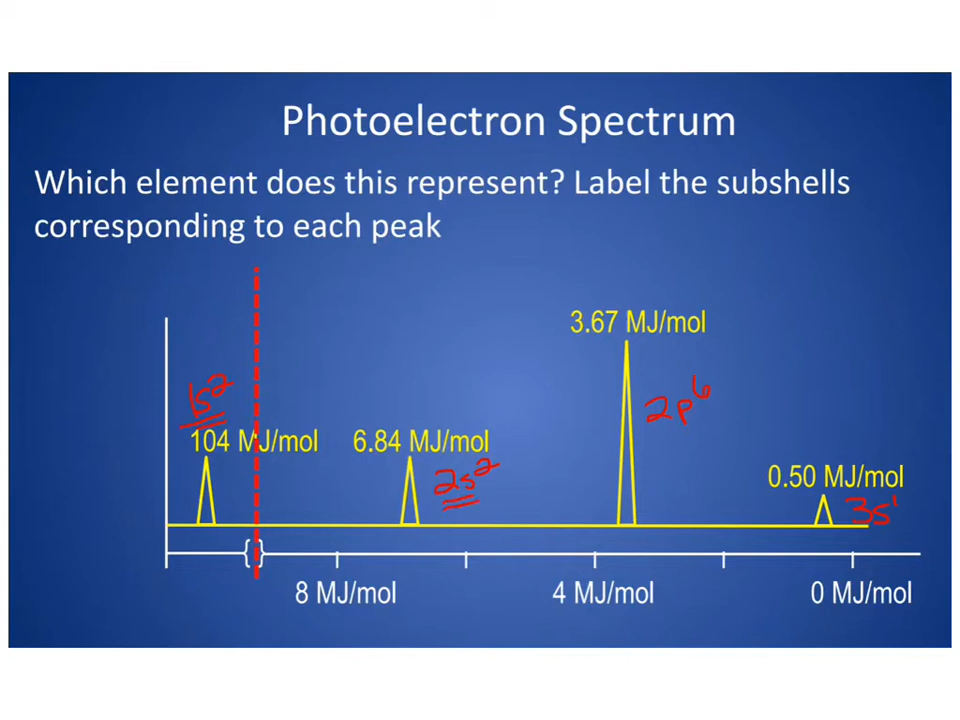 Photoelectron Spectrum
Which element does this represent? Label the subshells
corresponding to each peak
3.67 MJ/mol
1s²
2p⁶
104 MJ/mol
6.84 MJ/mol
2s²
0.50 MJ/mol
3s¹
8 MJ/mol
4 MJ/mol
0 MJ/mol